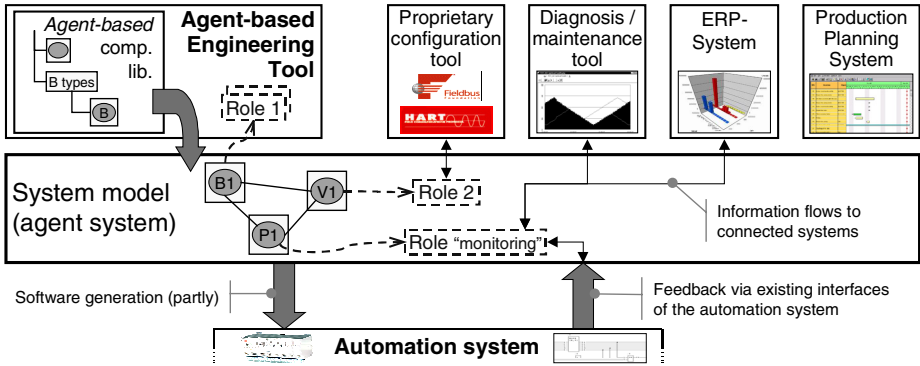 Agent-based
comp.
lib.
B types
B
Agent-based
Engineering
Tool
Role 1
Proprietary
configuration
tool
Fieldbus
Foundation
HART
Diagnosis /
maintenance
tool
ERP-
System
Production
Planning
System
System model
(agent system)
B1
V1
P1
Role 2
Role “monitoring”
Information flows to
connected systems
Software generation (partly)
Feedback via existing interfaces
of the automation system
Automation system